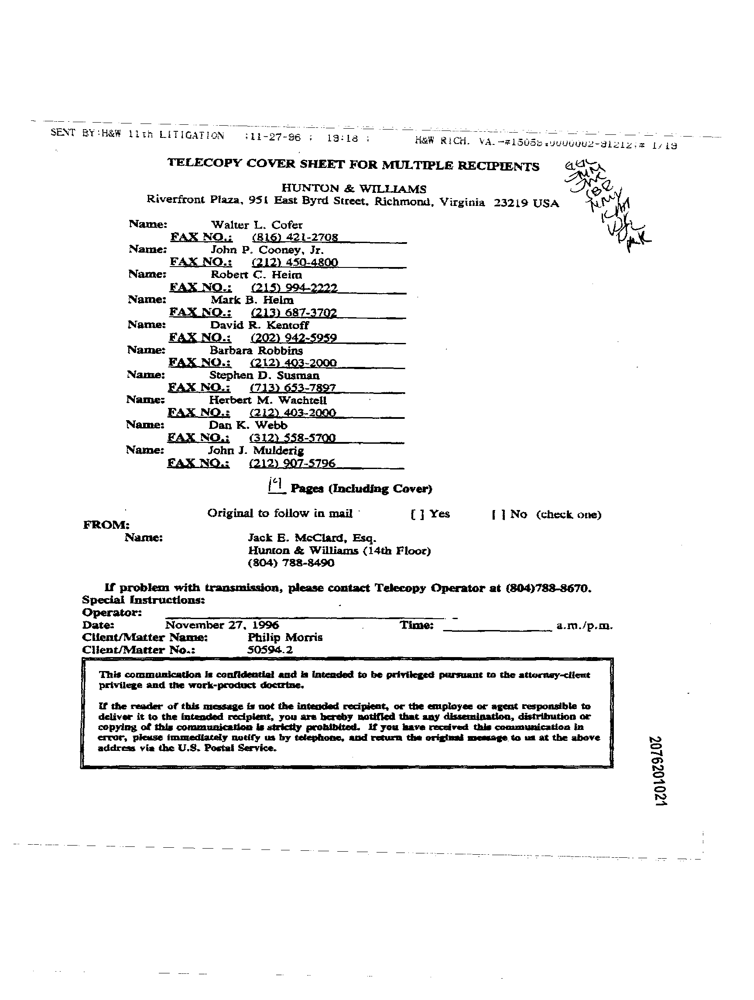 SENT BY:H&W 11th LITIGATION :11-27-96 ; 19:18 ; H&W RICH. VA.→# 1/19
TELECOPY COVER SHEET FOR MULTIPLE RECIPIENTS
HUNTON & WILLIAMS
Riverfront Plaza, 951 East Byrd Street, Richmond, Virginia 23219 USA
Name: Walter L. Cofer
FAX NO.: (816) 421-2708
Name: John P. Cooney, Jr.
FAX NO.: (212) 450-4800
Name: Robert C. Heim
FAX NO.: (215) 994-2222
Name: Mark B. Helm
FAX NO.: (213) 687-3702
Name: David R. Kentoff
FAX NO.: (202) 942-5959
Name: Barbara Robbins
FAX NO.: (212) 403-2000
Name: Stephen D. Susman
FAX NO.: (713) 653-7897
Name: Herbert M. Wachtell
FAX NO.: (212) 403-2000
Name: Dan K. Webb
FAX NO.: (312) 558-5700
Name: John J. Mulderig
FAX NO.: (212) 907-5796
19 Pages (Including Cover)
Original to follow in mail [ ] Yes [ ] No (check one)
FROM:
Name: Jack E. McClard, Esq.
Hunton & Williams (14th Floor)
(804) 788-8490
If problem with transmission, please contact Telecopy Operator at (804)788-8670.
Special Instructions:
Operator:
Date: November 27, 1996 Time: a.m./p.m.
Client/Matter Name: Philip Morris
Client/Matter No.: 50594.2
This communication is confidential and is intended to be privileged pursuant to the attorney-client
privilege and the work-product doctrine.
If the reader of this message is not the intended recipient, or the employee or agent responsible to
deliver it to the intended recipient, you are hereby notified that any dissemination, distribution or
copying of this communication is strictly prohibited. If you have received this communication in
error, please immediately notify us by telephone, and return the original message to us at the above
address via the U.S. Postal Service.
2076201021